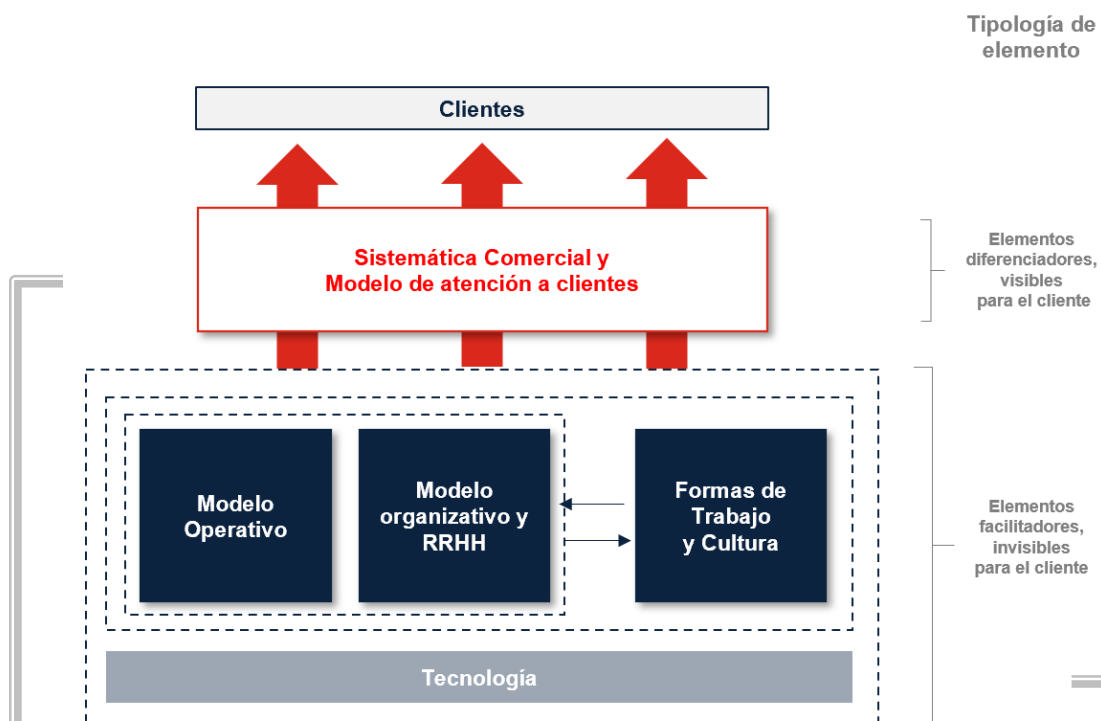 Tipología de
elemento
Clientes
Sistemática Comercial y
Modelo de atención a clientes
Elementos
diferenciadores,
visibles
para el cliente
Modelo
Operativo
Modelo
organizativo y
RRHH
Formas de
Trabajo
y Cultura
Elementos
facilitadores,
invisibles
para el cliente
Tecnología